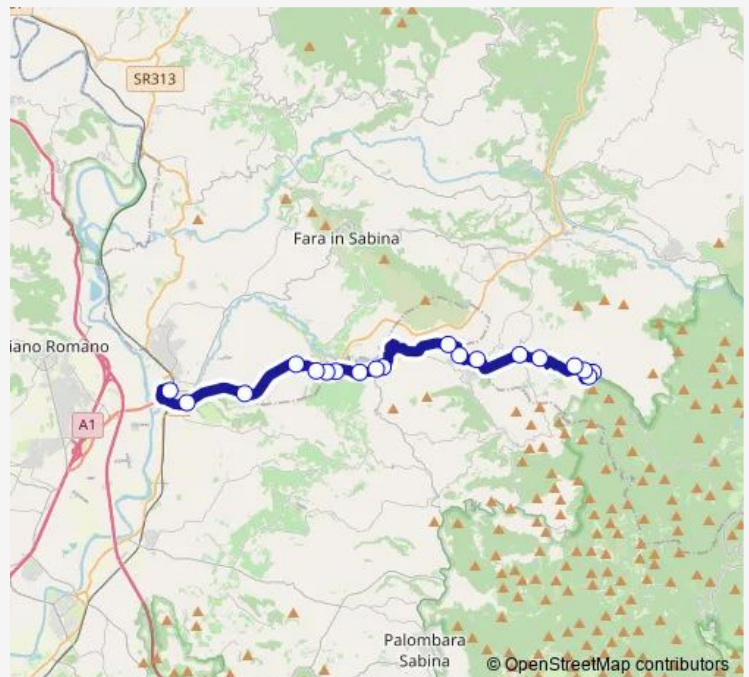 SR313
Fara in Sabina
iano Romano
A1
Palombara
Sabina
© OpenStreetMap contributors